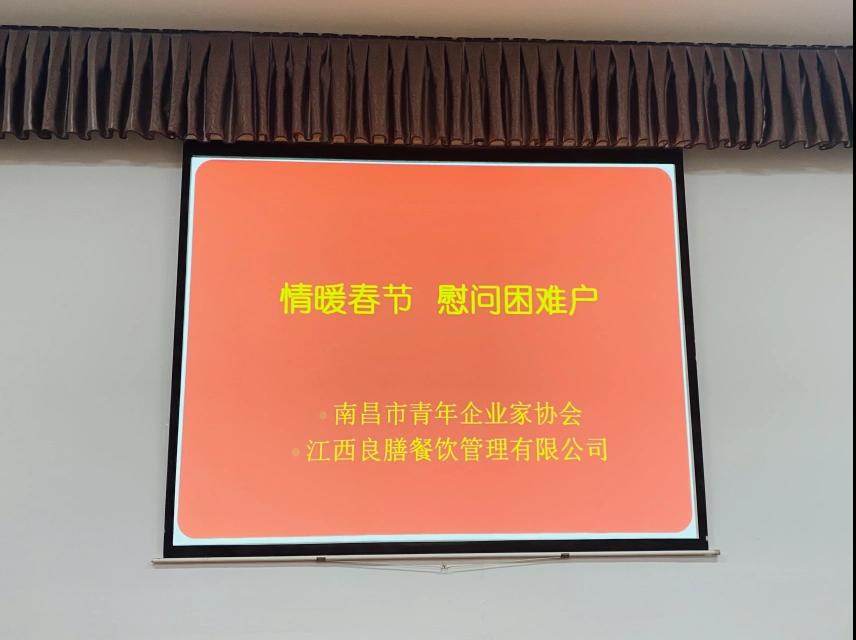 情暖春节 慰问困难户
南昌市青年企业家协会
江西良膳餐饮管理有限公司